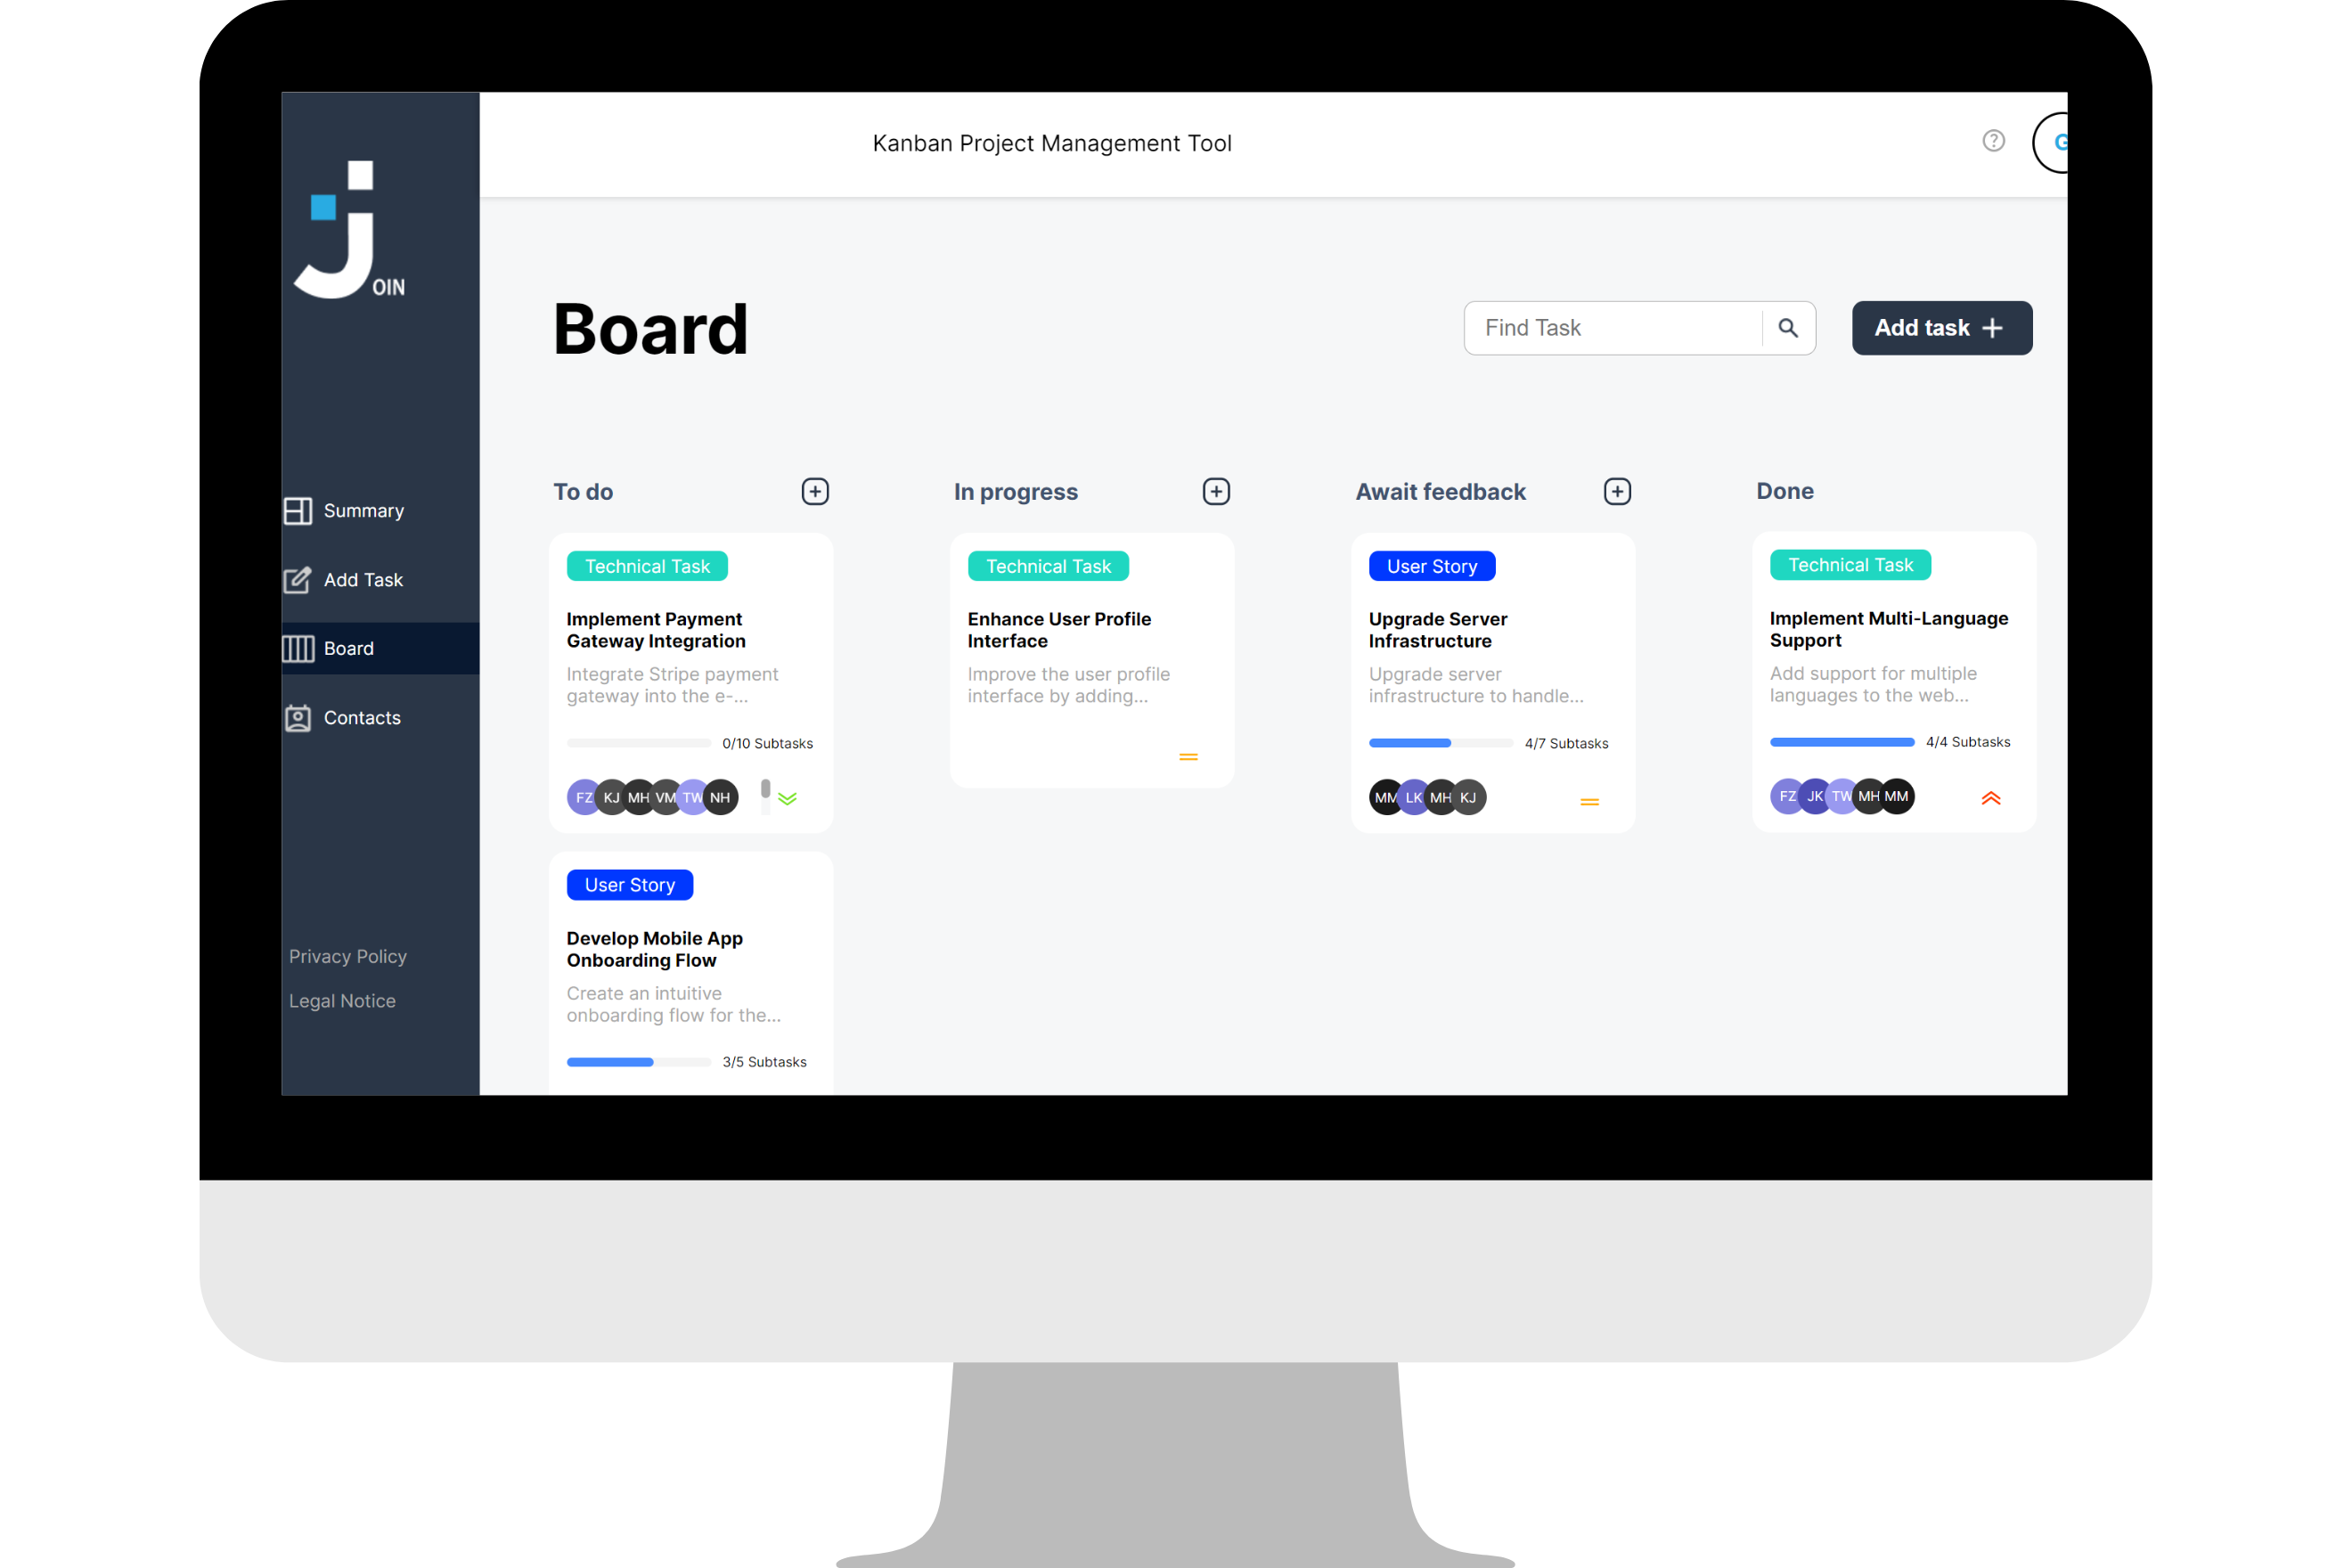 Kanban Project Management Tool
G
JOIN
Summary
Add Task
Board
Contacts
Privacy Policy
Legal Notice
Board
Find Task
Add task
To do
Technical Task
Implement Payment
Gateway Integration
Integrate Stripe payment
gateway into the e-...
0/10 Subtasks
FZ KJ MH VM TW NH
User Story
Develop Mobile App
Onboarding Flow
Create an intuitive
onboarding flow for the...
3/5 Subtasks
In progress
Technical Task
Enhance User Profile
Interface
Improve the user profile
interface by adding...
Await feedback
User Story
Upgrade Server
Infrastructure
Upgrade server
infrastructure to handle...
4/7 Subtasks
MM LK MH KJ
Done
Technical Task
Implement Multi-Language
Support
Add support for multiple
languages to the web...
4/4 Subtasks
FZ JK TW MH MM